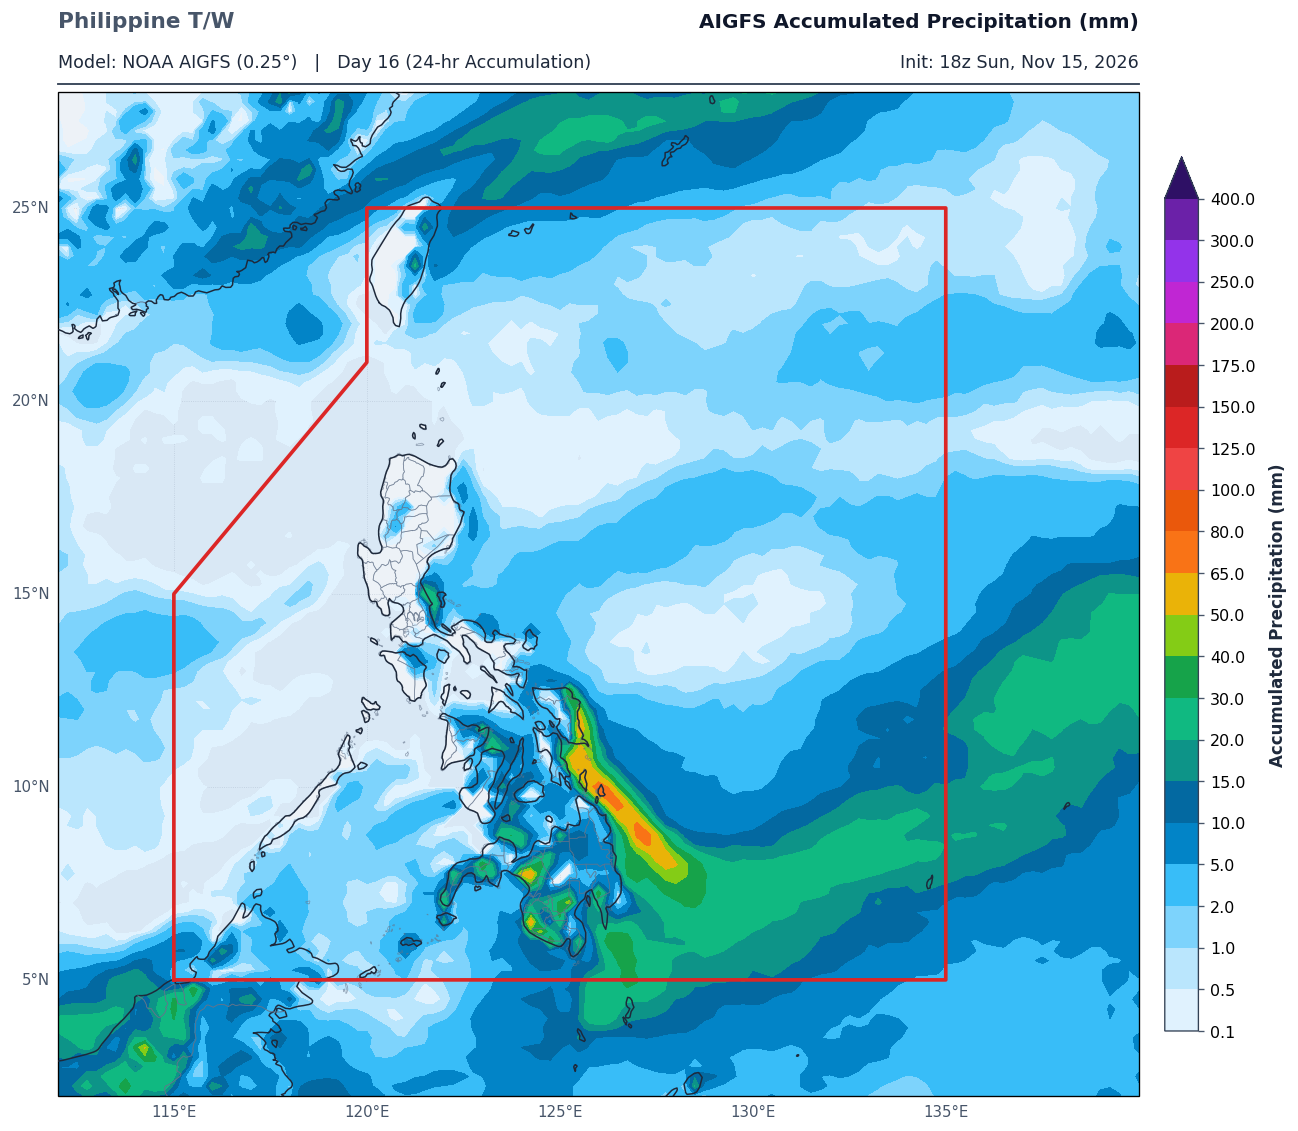 Philippine T/W
AIGFS Accumulated Precipitation (mm)
Model: NOAA AIGFS (0.25°) | Day 16 (24-hr Accumulation)
Init: 18z Sun, Nov 15, 2026
25°N
20°N
15°N
10°N
5°N
115°E
120°E
125°E
130°E
135°E
400.0
300.0
250.0
200.0
175.0
150.0
125.0
100.0
80.0
65.0
50.0
40.0
30.0
20.0
15.0
10.0
5.0
2.0
1.0
0.5
0.1
Accumulated Precipitation (mm)